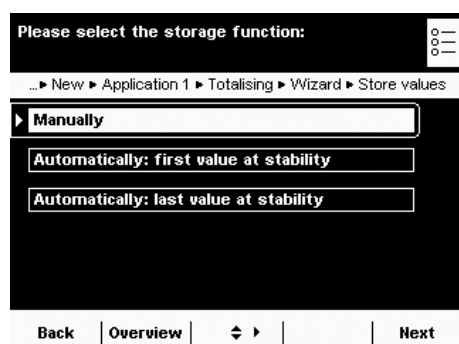 Please select the storage function:
...▸ New ▸ Application 1 ▸ Totalising ▸ Wizard ▸ Store values
Manually
Automatically: first value at stability
Automatically: last value at stability
Back Overview Next